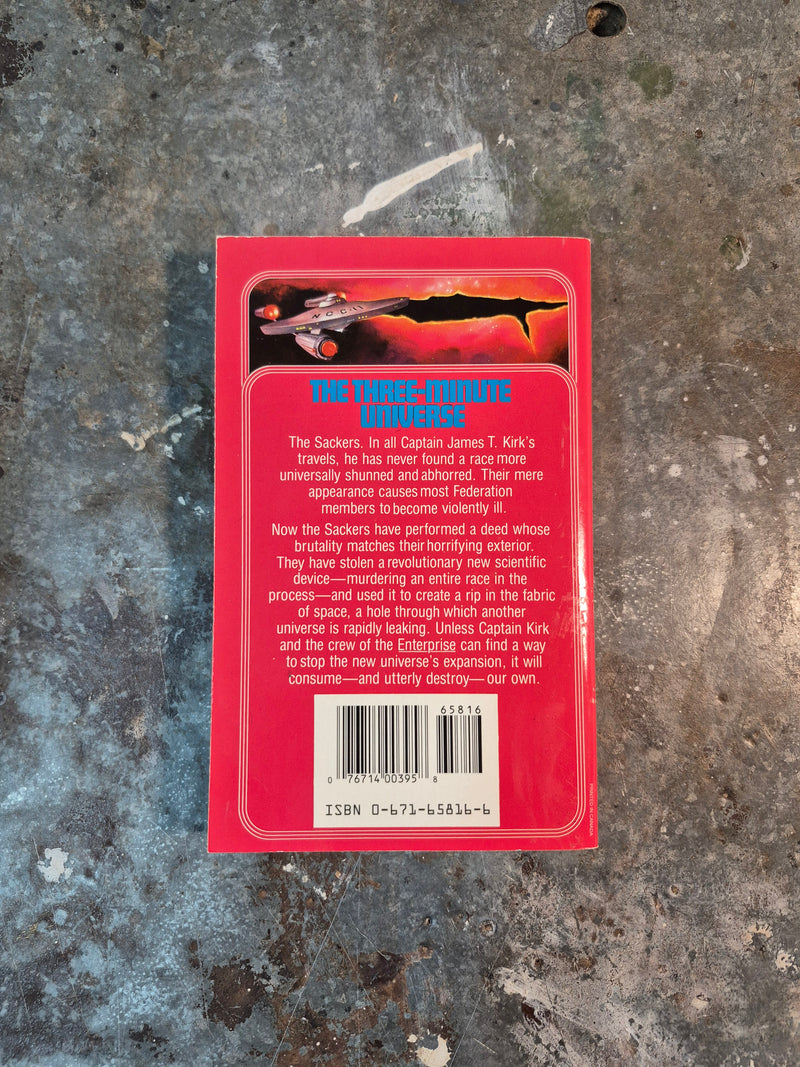 NCC-11
THE THREE-MINUTE
UNIVERSE
The Sackers. In all Captain James T. Kirk's
travels, he has never found a race more
universally shunned and abhorred. Their mere
appearance causes most Federation
members to become violently ill.
Now the Sackers have performed a deed whose
brutality matches their horrifying exterior.
They have stolen a revolutionary new scientific
device—murdering an entire race in the
process—and used it to create a rip in the fabric
of space, a hole through which another
universe is rapidly leaking. Unless Captain Kirk
and the crew of the Enterprise can find a way
to stop the new universe's expansion, it will
consume—and utterly destroy—our own.
65816
0 76714 00395 8
ISBN 0-671-65816-6
PRINTED IN CANADA